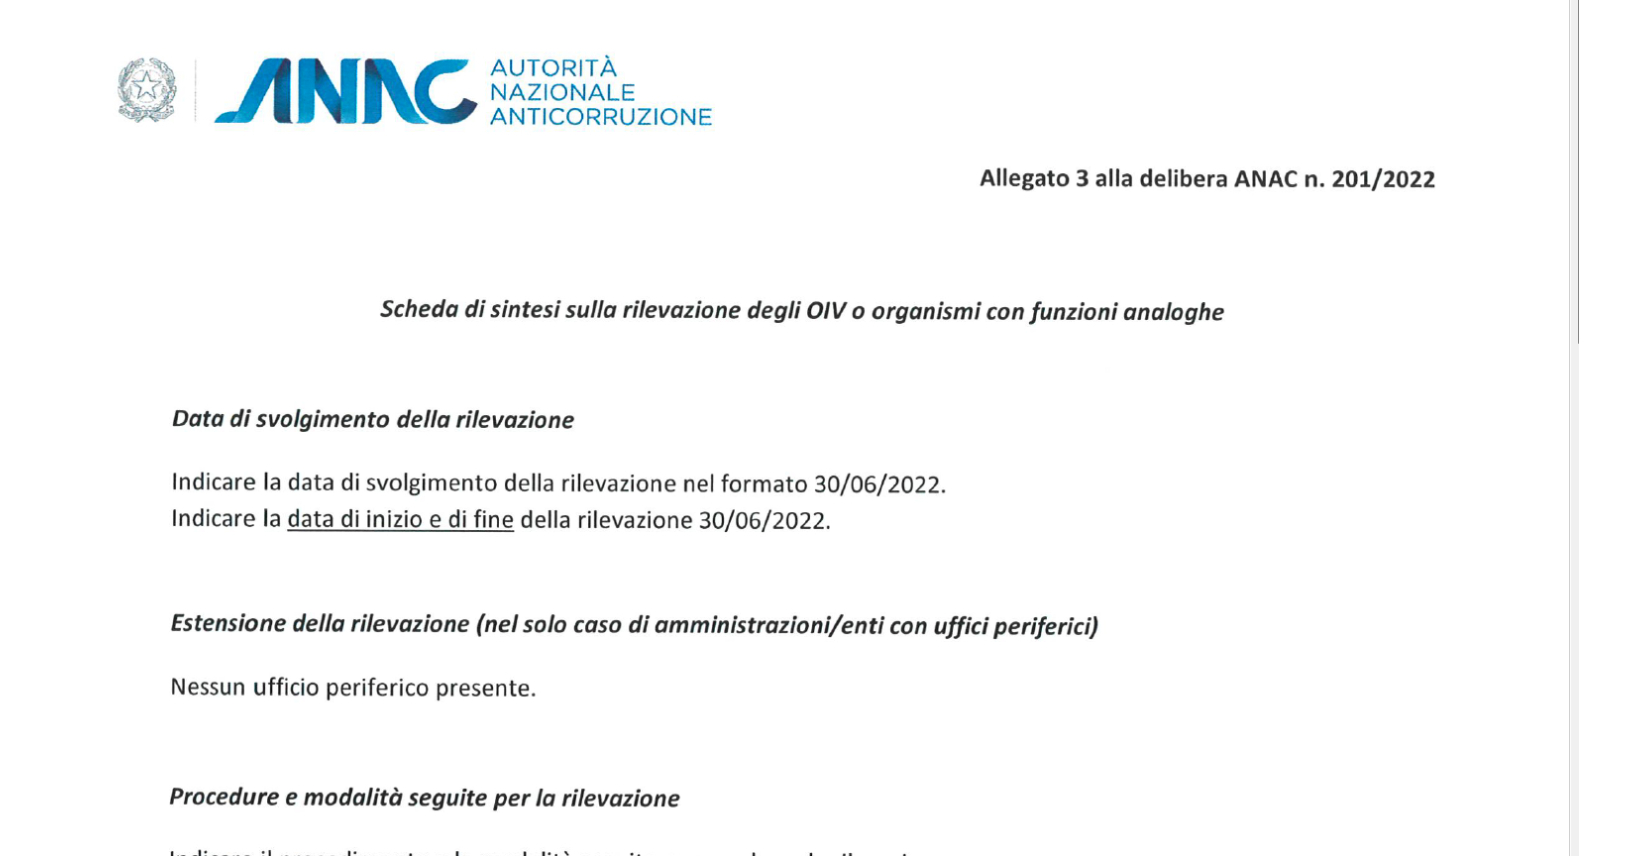 ANAC
AUTORITÀ
NAZIONALE
ANTICORRUZIONE
Allegato 3 alla delibera ANAC n. 201/2022
Scheda di sintesi sulla rilevazione degli OIV o organismi con funzioni analoghe
Data di svolgimento della rilevazione
Indicare la data di svolgimento della rilevazione nel formato 30/06/2022.
Indicare la data di inizio e di fine della rilevazione 30/06/2022.
Estensione della rilevazione (nel solo caso di amministrazioni/enti con uffici periferici)
Nessun ufficio periferico presente.
Procedure e modalità seguite per la rilevazione